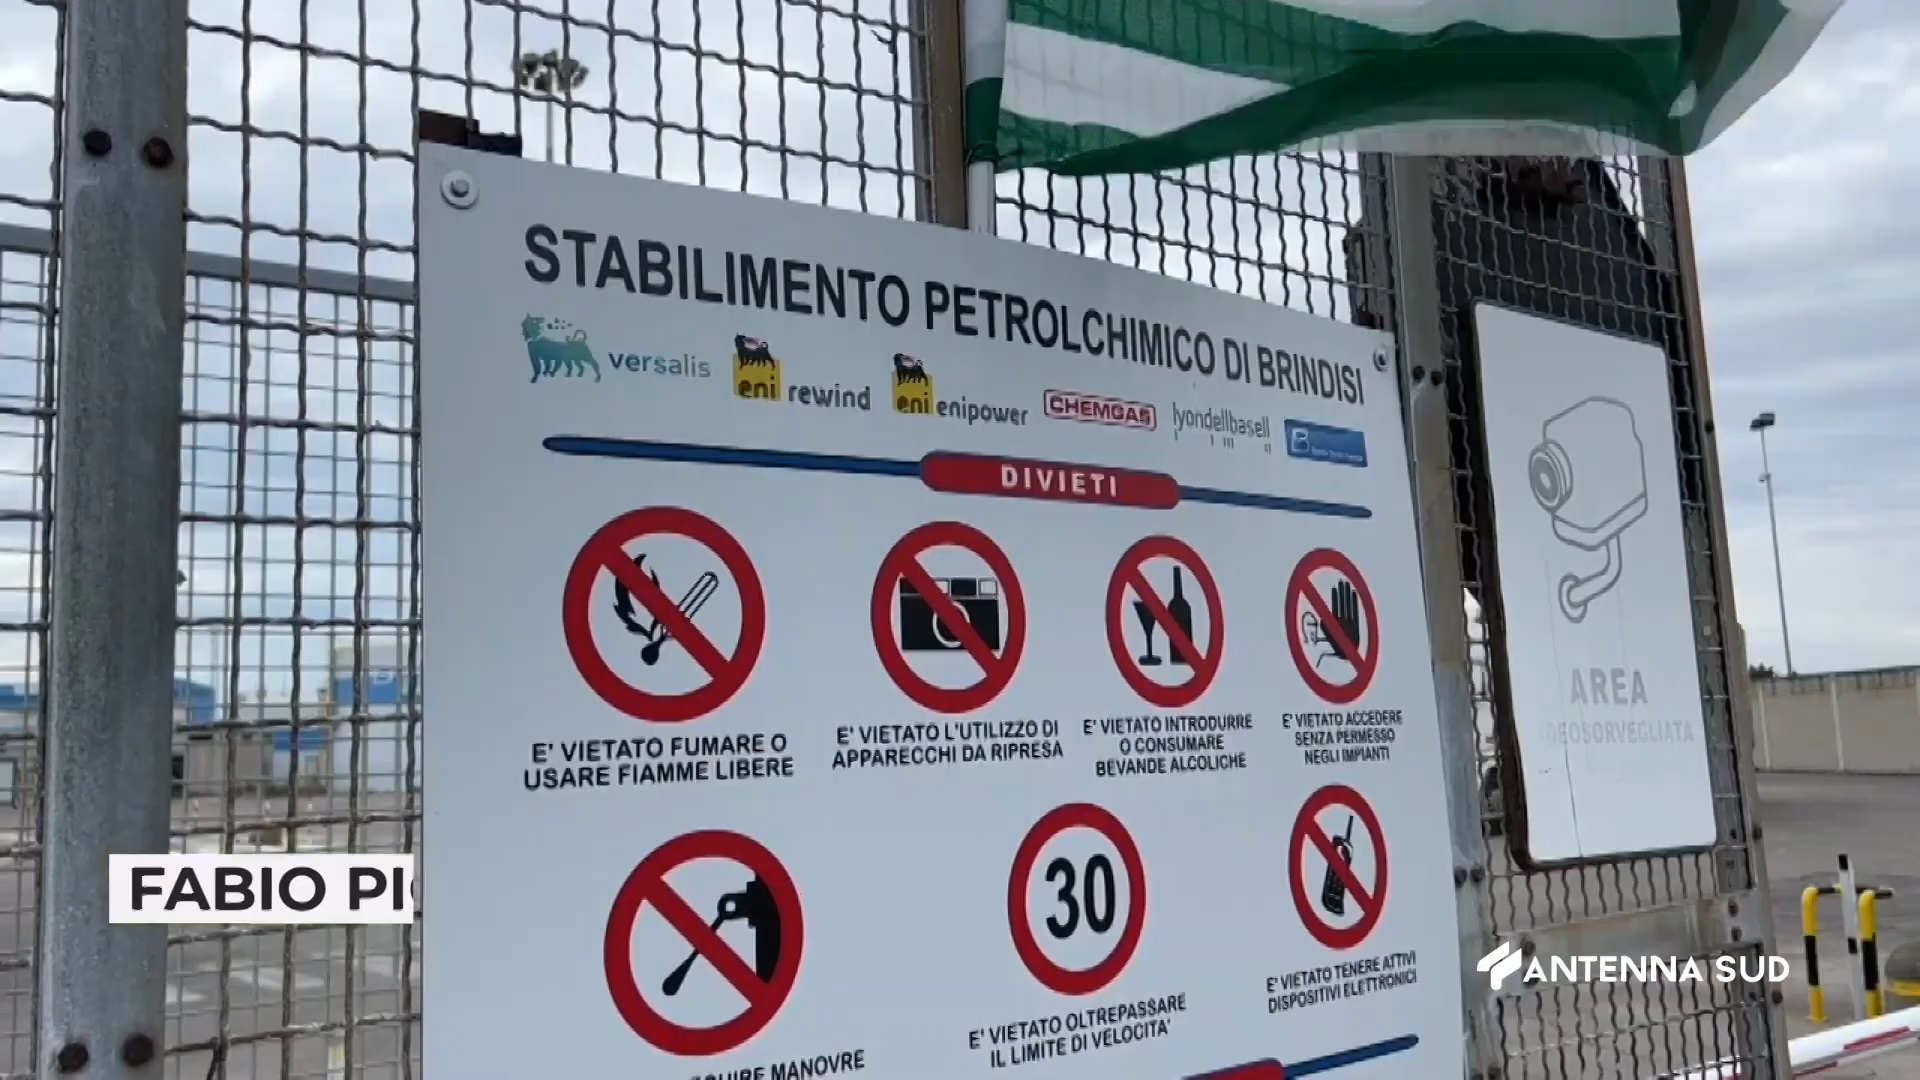 STABILIMENTO PETROLCHIMICO DI BRINDISI
versalis
eni rewind
eni enipower
CHEMGAS
lyondellbasell
DIVIETI
E' VIETATO FUMARE O
USARE FIAMME LIBERE
E' VIETATO L'UTILIZZO DI
APPARECCHI DA RIPRESA
E' VIETATO INTRODURRE
O CONSUMARE
BEVANDE ALCOLICHE
E' VIETATO ACCEDERE
SENZA PERMESSO
NEGLI IMPIANTI
30
E' VIETATO OLTREPASSARE
IL LIMITE DI VELOCITA'
E' VIETATO TENERE ATTIVI
DISPOSITIVI ELETTRONICI
MANOVRE
AREA
DEOSORVEGLIATA
FABIO
ANTENNA SUD